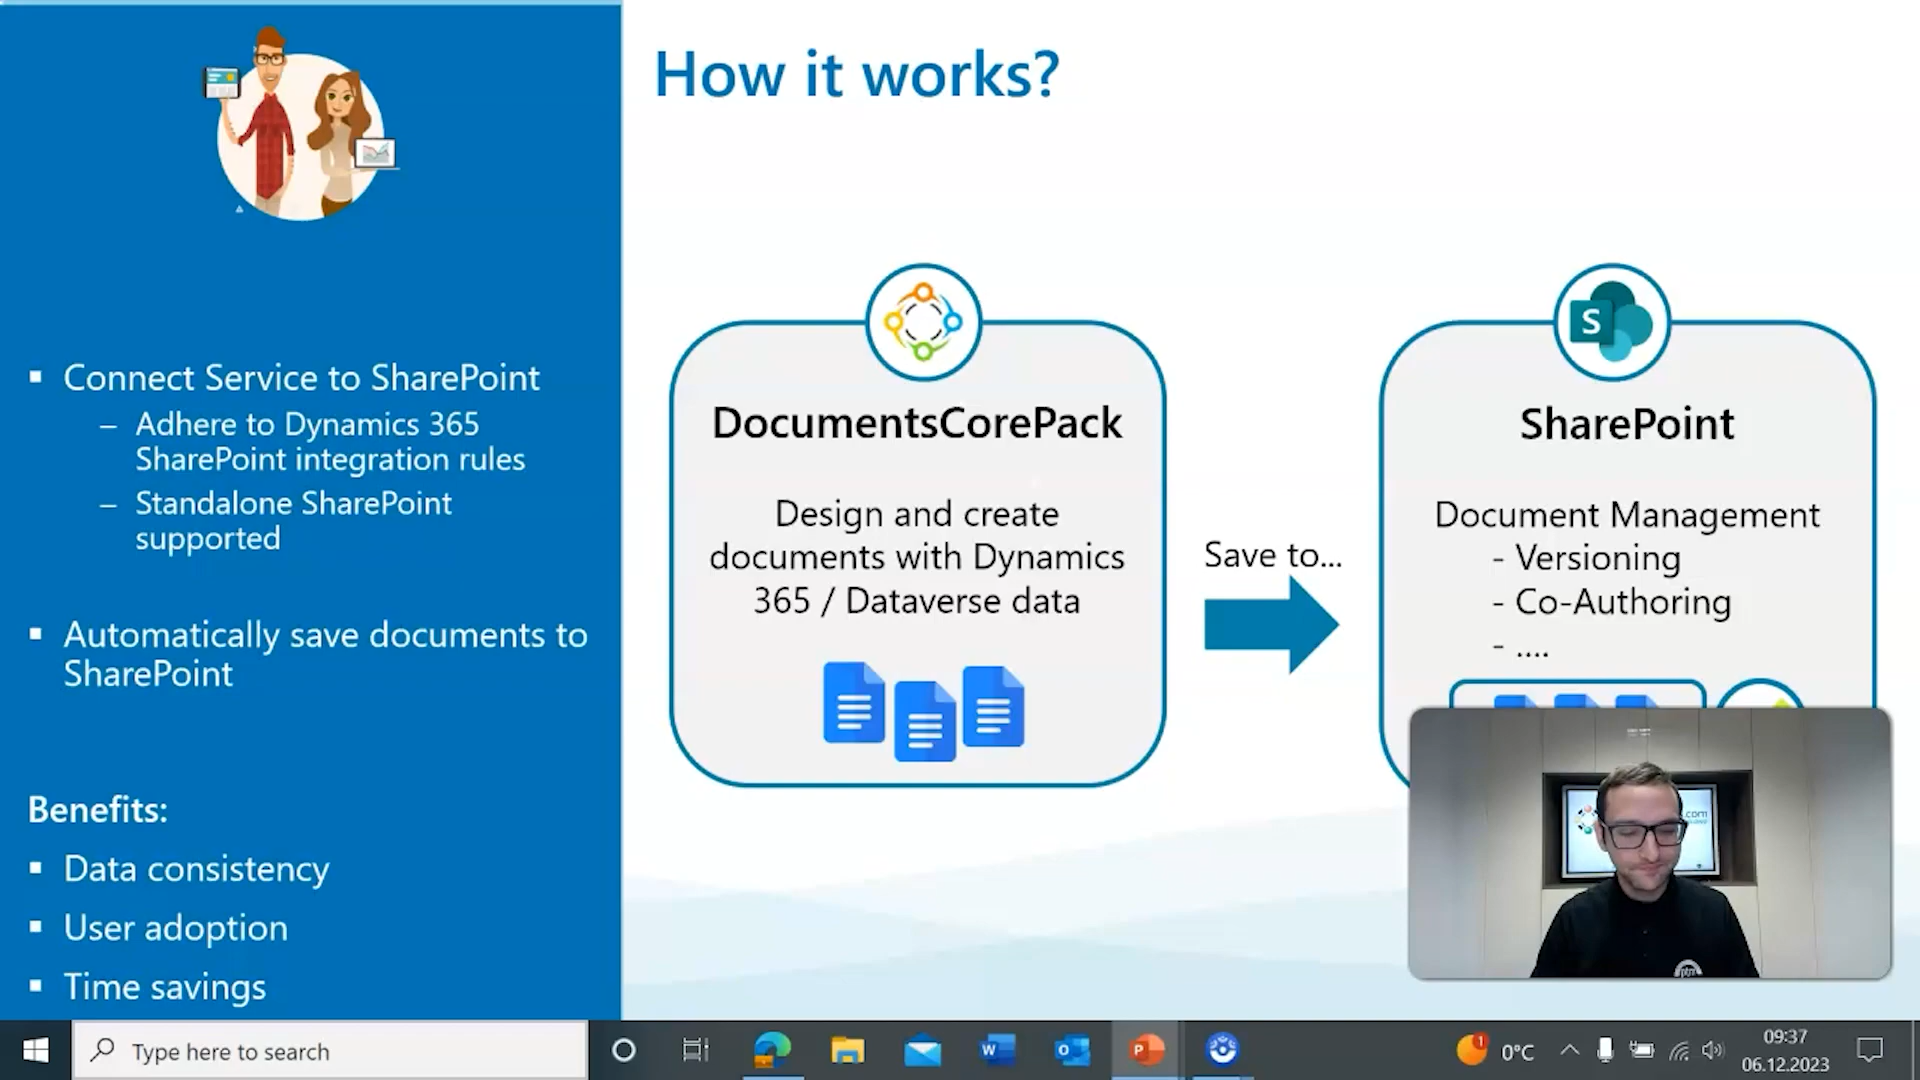 How it works?
Connect Service to SharePoint
– Adhere to Dynamics 365
SharePoint integration rules
– Standalone SharePoint
supported
Automatically save documents to
SharePoint
Benefits:
Data consistency
User adoption
Time savings
DocumentsCorePack
Design and create
documents with Dynamics
365 / Dataverse data
Save to...
S
SharePoint
Document Management
- Versioning
- Co-Authoring
- ....
.com
ptm
Type here to search
W
O
P
1
0°C
09:37
06.12.2023